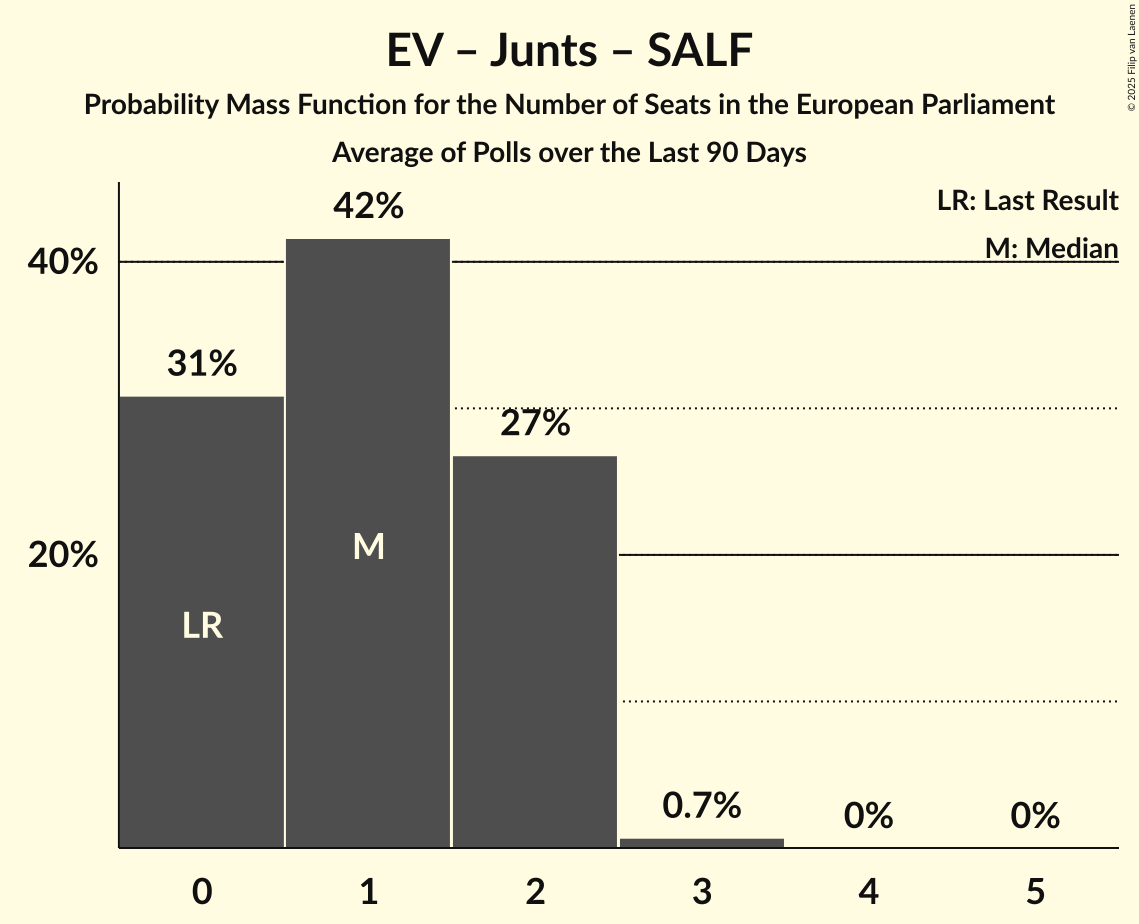 EV – Junts – SALF
Probability Mass Function for the Number of Seats in the European Parliament
Average of Polls over the Last 90 Days
© 2025 Filip van Laenen
LR: Last Result
M: Median
42%
40%
31%
27%
20%
M
LR
0.7%
0%
0%
0
1
2
3
4
5